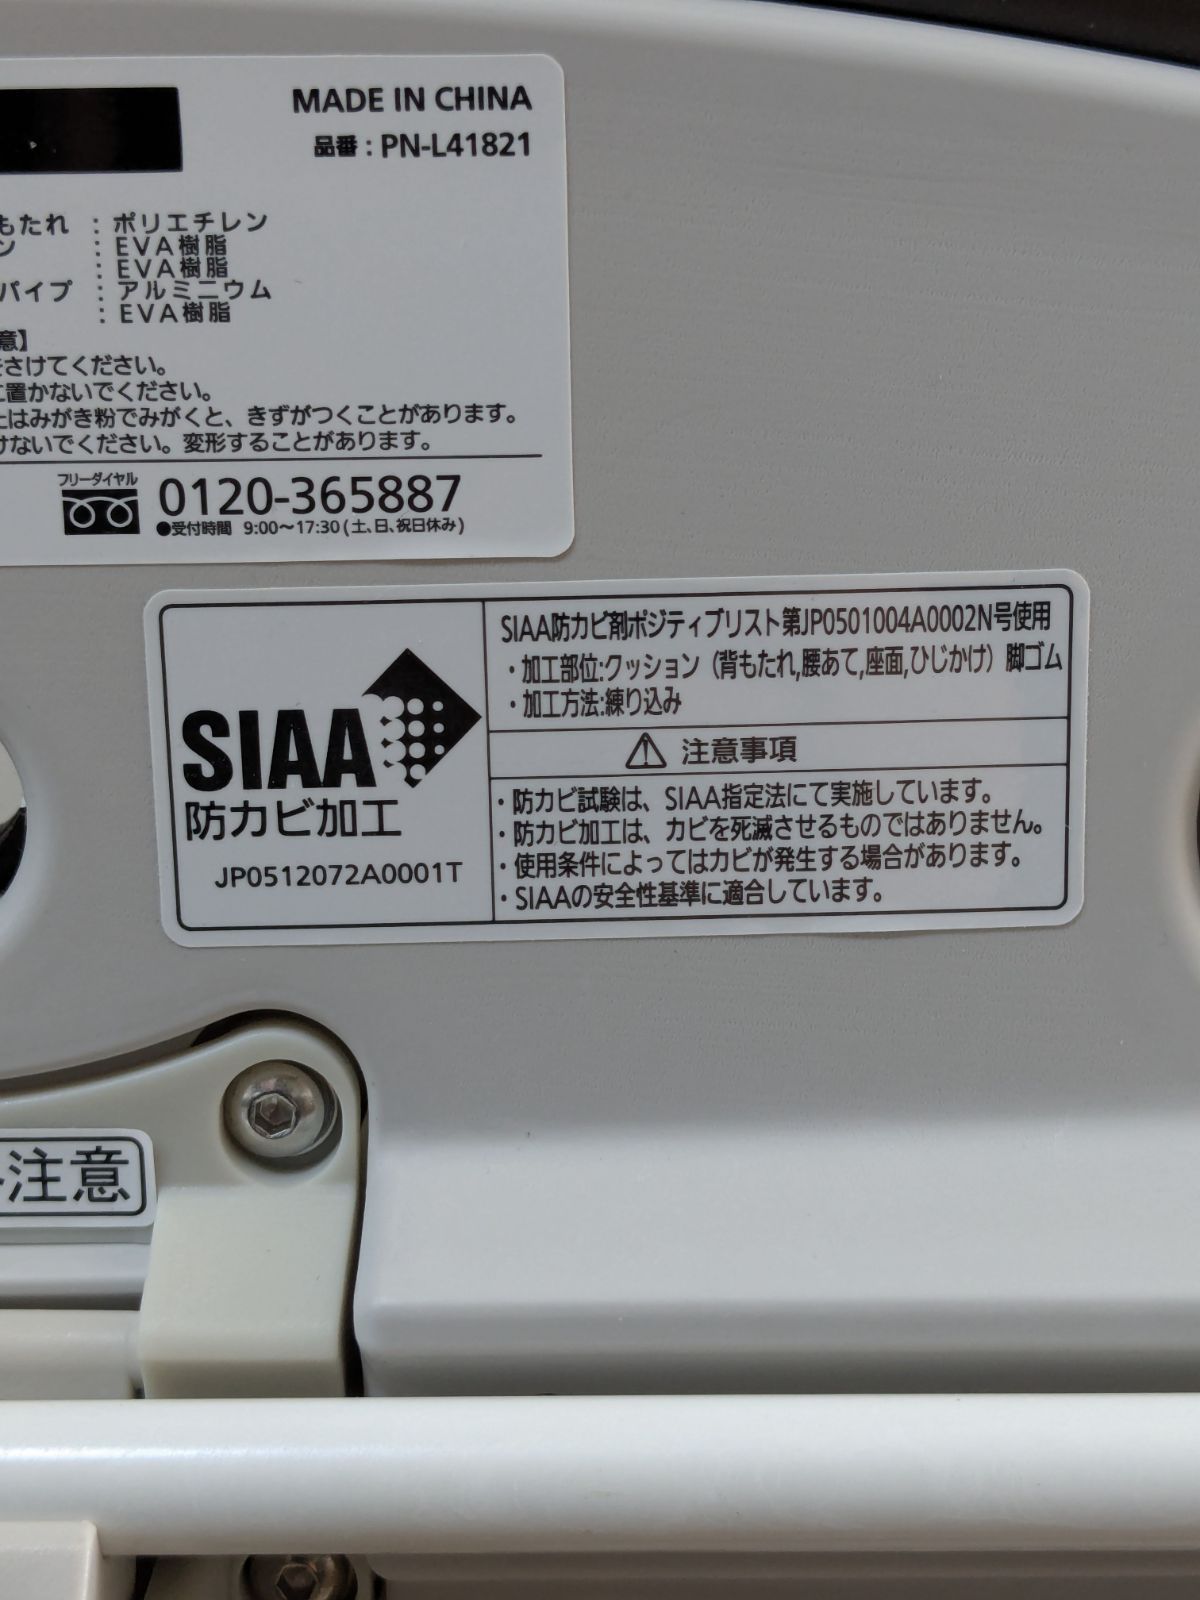 MADE IN CHINA
品番：PN-L41821
もたれ：ポリエチレン
ン：EVA樹脂
：EVA樹脂
パイプ：アルミニウム
：EVA樹脂
意】
をさけてください。
に置かないでください。
はみがき粉でみがくと、きずがつくことがあります。
けないでください。変形することがあります。
フリーダイヤル
0120-365887
●受付時間 9:00～17:30(土、日、祝日休み)
SIAA
防カビ加工
JP0512072A0001T
SIAA防カビ剤ポジティブリスト第JP0501004A0002N号使用
・加工部位:クッション（背もたれ,腰あて,座面,ひじかけ）脚ゴム
・加工方法:練り込み
⚠ 注意事項
・防カビ試験は、SIAA指定法にて実施しています。
・防カビ加工は、カビを死滅させるものではありません。
・使用条件によってはカビが発生する場合があります。
・SIAAの安全性基準に適合しています。
注意